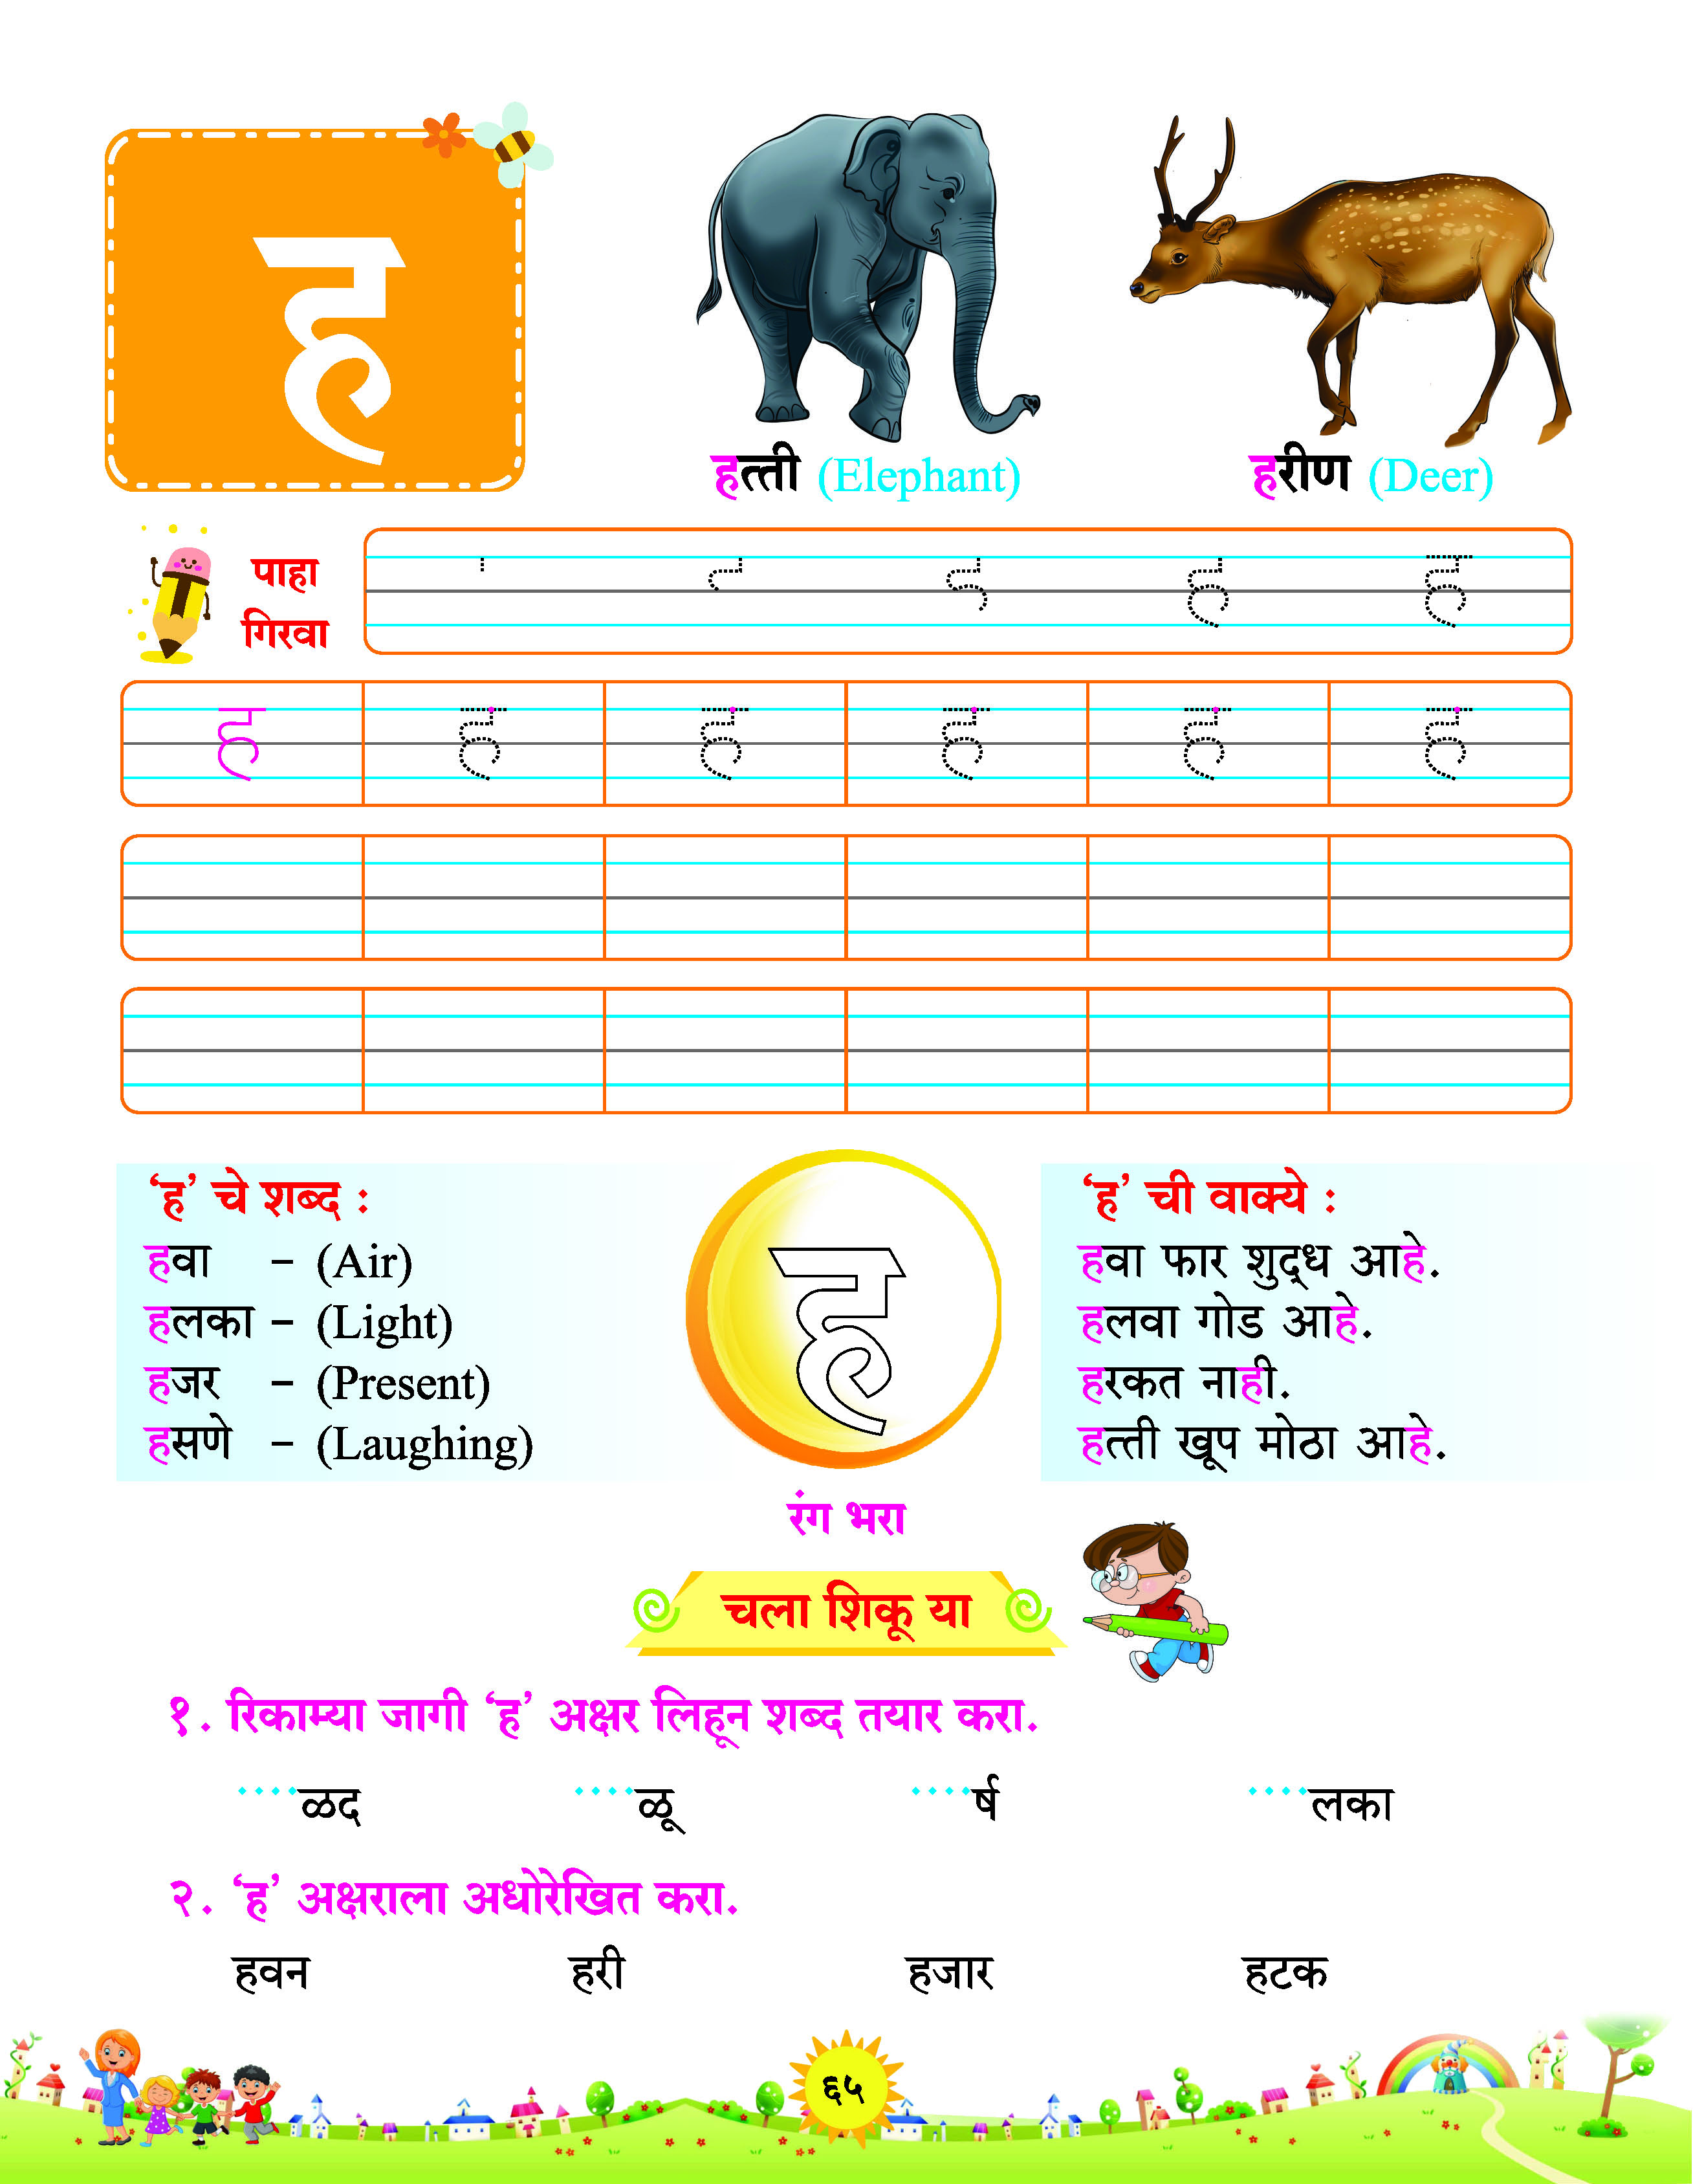 ह
हत्ती (Elephant)
हरीण (Deer)
पाहा
गिरवा
ह
ह ह ह ह ह ह
‘ह’ चे शब्द :
हवा – (Air)
हलका – (Light)
हजर – (Present)
हसणे – (Laughing)
ह
रंग भरा
‘ह’ ची वाक्ये :
हवा फार शुद्ध आहे.
हलवा गोड आहे.
हरकत नाही.
हत्ती खूप मोठा आहे.
चला शिकू या
१. रिकाम्या जागी ‘ह’ अक्षर लिहून शब्द तयार करा.
....ळद ....ळू ....र्ष ....लका
२. ‘ह’ अक्षराला अधोरेखित करा.
हवन हरी हजार हटक
६५